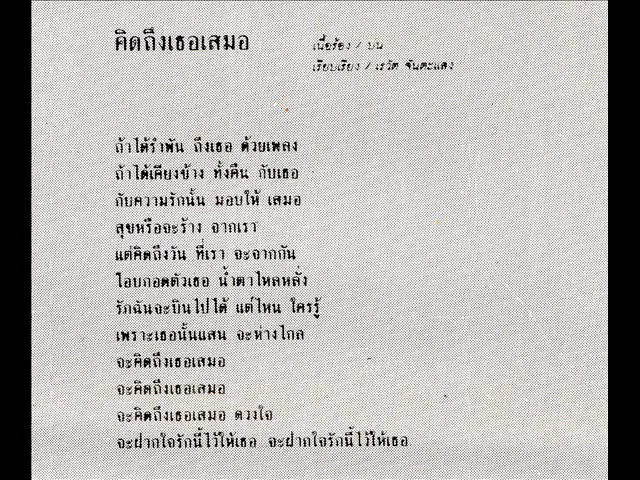 คิดถึงเธอเสมอ
เนื้อร้อง / บน
เรียบเรียง / เรวัต จันตะแสง
ถ้าได้รำพัน ถึงเธอ ด้วยเพลง
ถ้าได้เคียงข้าง ทั้งคืน กับเธอ
กับความรักนั้น มอบให้ เสมอ
สุขหรือจะร้าง จากเรา
แต่คิดถึงวัน ที่เรา จะจากกัน
โอบกอดตัวเธอ น้ำตาไหลหลั่ง
รักฉันจะบินไปได้ แต่ไหน ใครรู้
เพราะเธอนั้นแสน จะห่างไกล
จะคิดถึงเธอเสมอ
จะคิดถึงเธอเสมอ
จะคิดถึงเธอเสมอ ดวงใจ
จะฝากใจรักนี้ไว้ให้เธอ จะฝากใจรักนี้ไว้ให้เธอ